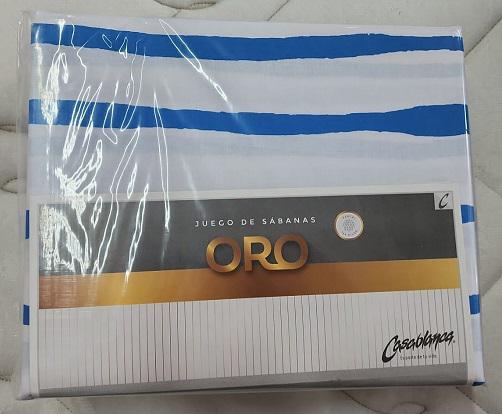 C
JUEGO DE SÁBANAS
ORO
Casablanca.